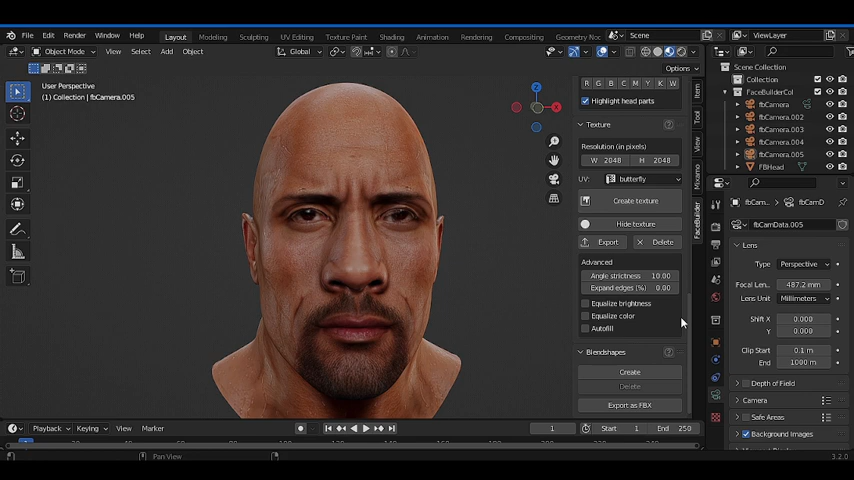 File Edit Render Window Help Layout Modeling Sculpting UV Editing Texture Paint Shading Animation Rendering Compositing Geometry No Scene ViewLayer
Object Mode View Select Add Object Global
Options
User Perspective
(1) Collection | fbCamera.005
Scene Collection
Collection
FaceBuilderCol
fbCamera
fbCamera.002
fbCamera.003
fbCamera.004
fbCamera.005
FBHead
R G B C M Y K W
Highlight head parts
Texture
Resolution (in pixels)
W 2048 H 2048
UV: butterfly
Create texture
Hide texture
Export Delete
Advanced
Angle strictness 10.00
Expand edges (%) 0.00
Equalize brightness
Equalize color
Autofill
Blendshapes
Create
Delete
Export as FBX
Item
Tool
View
Mixamo
FaceBuilder
fbCam... fbCamD
fbCamData.005
Lens
Type Perspective
Focal Len... 487.2 mm
Lens Unit Millimeters
Shift X 0.000
Y 0.000
Clip Start 0.1 m
End 1000 m
Depth of Field
Camera
Safe Areas
Background Images
Playback Keying View Marker 1 Start 1 End 250
Pan View
3.2.0